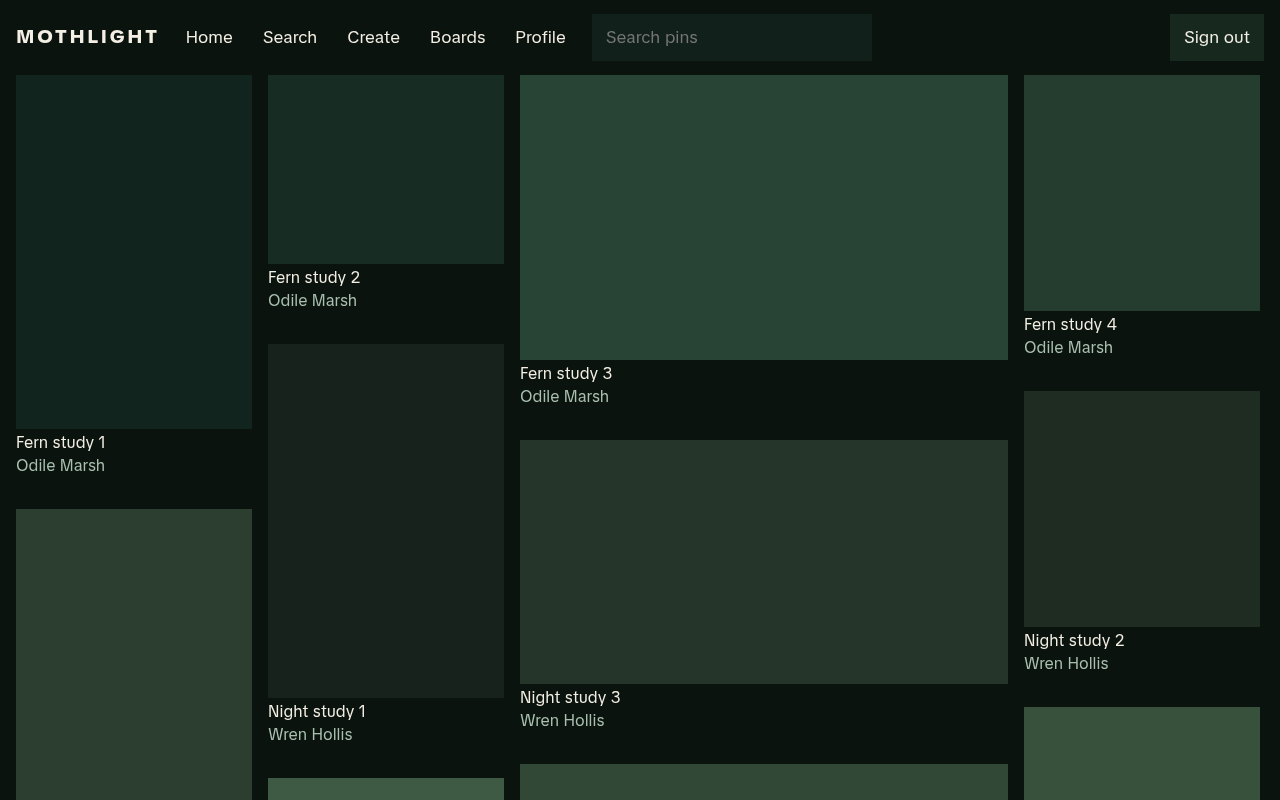 MOTHLIGHT
Home
Search
Create
Boards
Profile
Search pins
Sign out
Fern study 1
Odile Marsh
Fern study 2
Odile Marsh
Night study 1
Wren Hollis
Fern study 3
Odile Marsh
Night study 3
Wren Hollis
Fern study 4
Odile Marsh
Night study 2
Wren Hollis